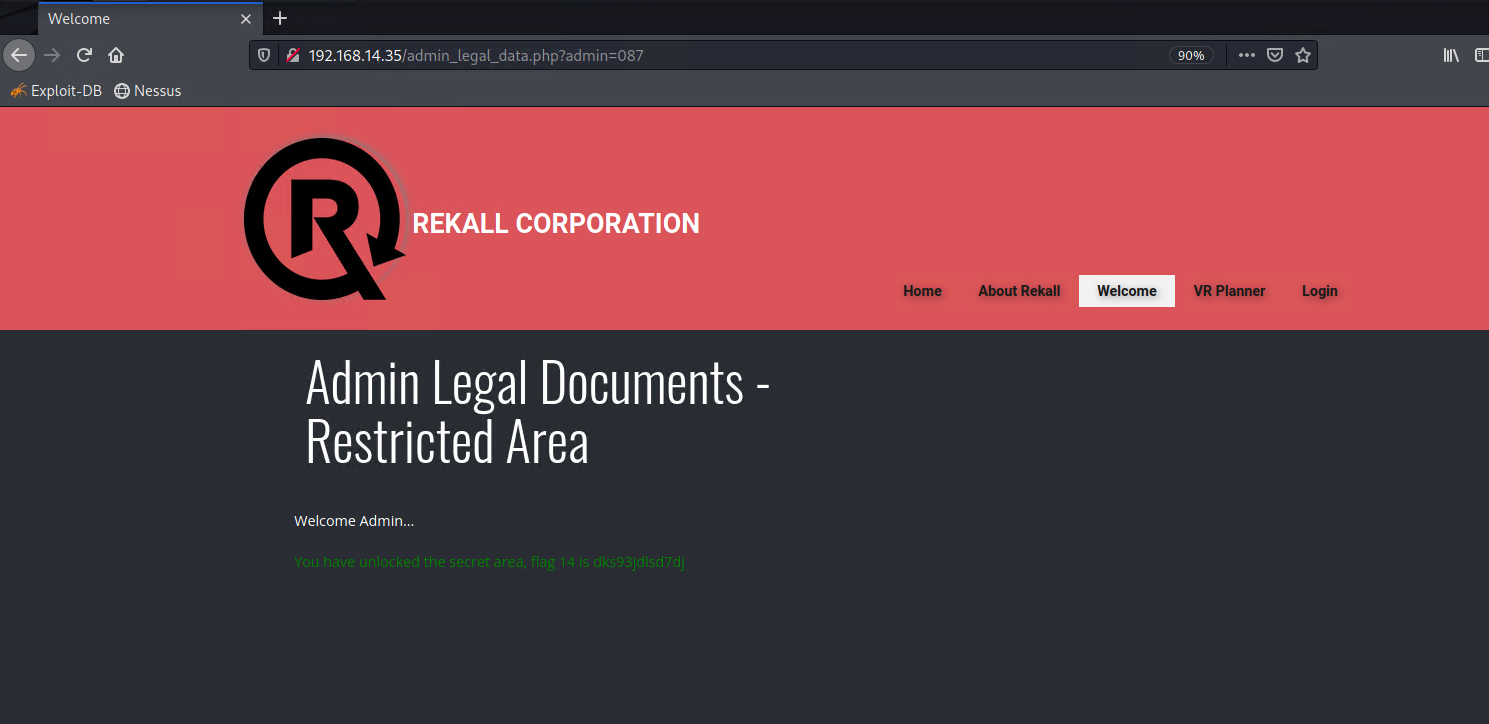 Welcome
192.168.14.35/admin_legal_data.php?admin=087
90%
Exploit-DB Nessus
R
REKALL CORPORATION
Home About Rekall Welcome VR Planner Login
Admin Legal Documents -
Restricted Area
Welcome Admin...
You have unlocked the secret area, flag 14 is dks93jdlsd7dj